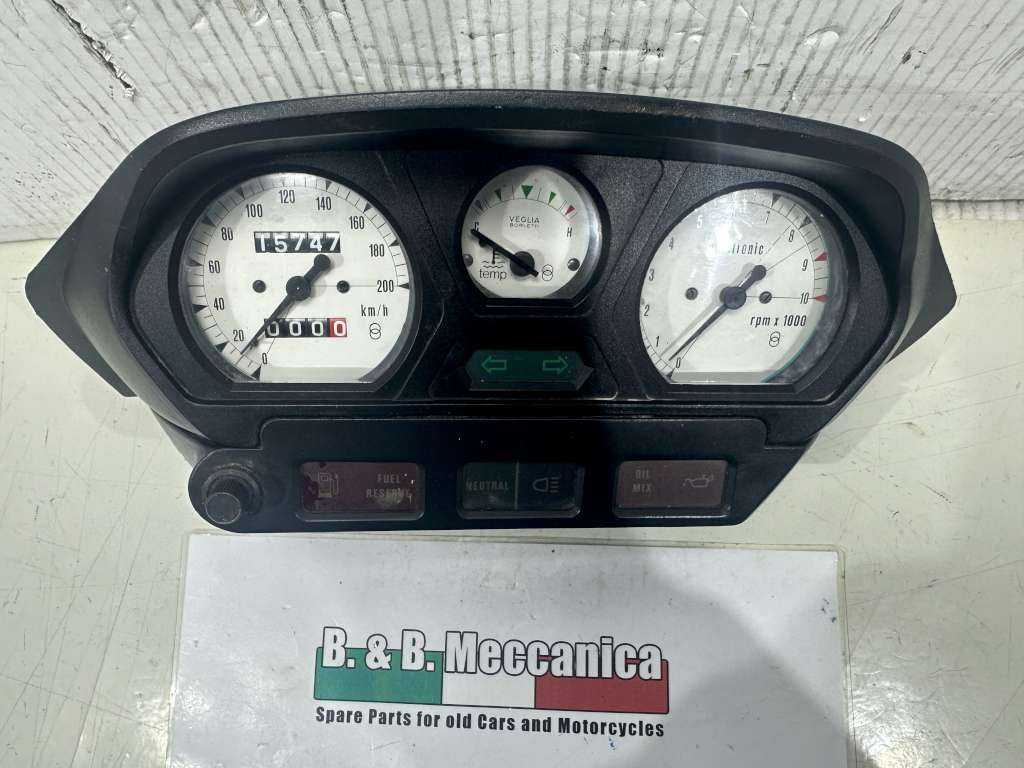 0 20 40 60 80 100 120 140 160 180 200
15747
km/h
0000
VEGLIA
BORLETTI
C H
temp
0 1 2 3 4 5 6 7 8 9 10
tronic
rpm x 1000
FUEL
RESERVE
NEUTRAL
OIL
MIX
B. & B. Meccanica
Spare Parts for old Cars and Motorcycles